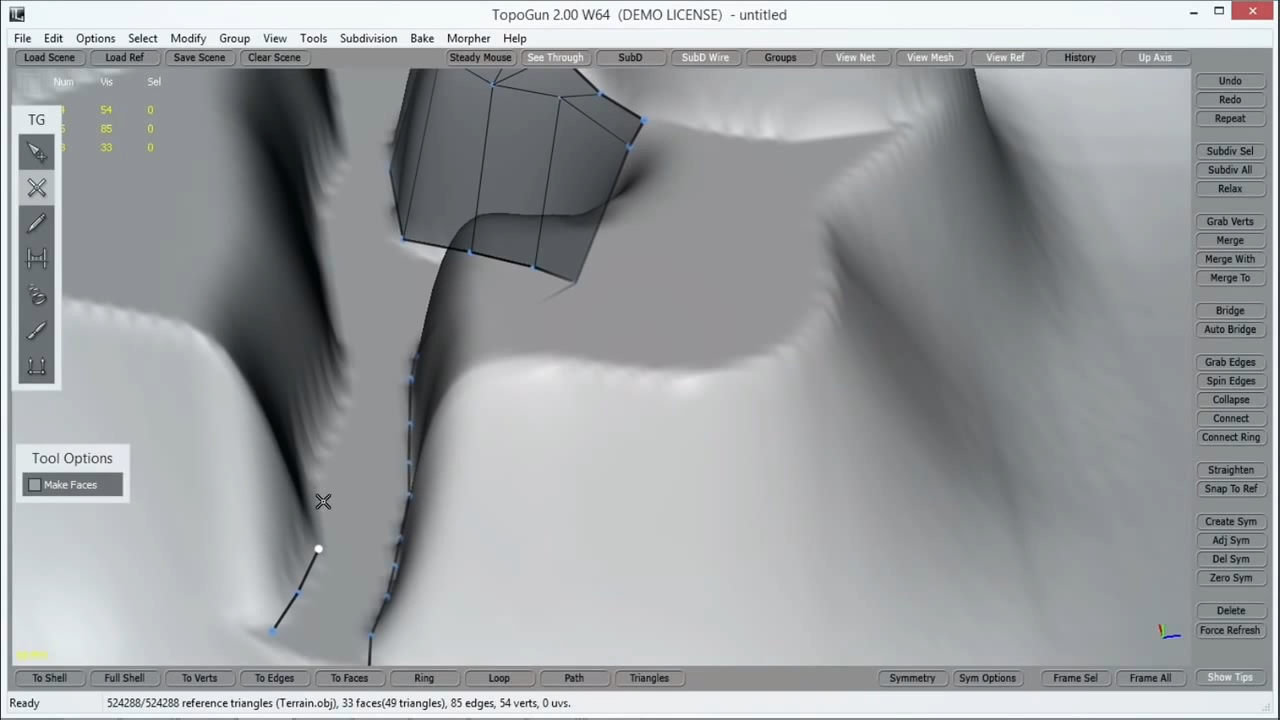 TopoGun 2.00 W64 (DEMO LICENSE) - untitled
File Edit Options Select Modify Group View Tools Subdivision Bake Morpher Help
Load Scene Load Ref Save Scene Clear Scene Steady Mouse See Through SubD SubD Wire Groups View Net View Mesh View Ref History Up Axis
Num Vis Sel
54 0
85 0
33 0
TG
Tool Options
Make Faces
Undo
Redo
Repeat
Subdiv Sel
Subdiv All
Relax
Grab Verts
Merge
Merge With
Merge To
Bridge
Auto Bridge
Grab Edges
Spin Edges
Collapse
Connect
Connect Ring
Straighten
Snap To Ref
Create Sym
Adj Sym
Del Sym
Zero Sym
Delete
Force Refresh
To Shell Full Shell To Verts To Edges To Faces Ring Loop Path Triangles Symmetry Sym Options Frame Sel Frame All Show Tips
Ready 524288/524288 reference triangles (Terrain.obj), 33 faces(49 triangles), 85 edges, 54 verts, 0 uvs.